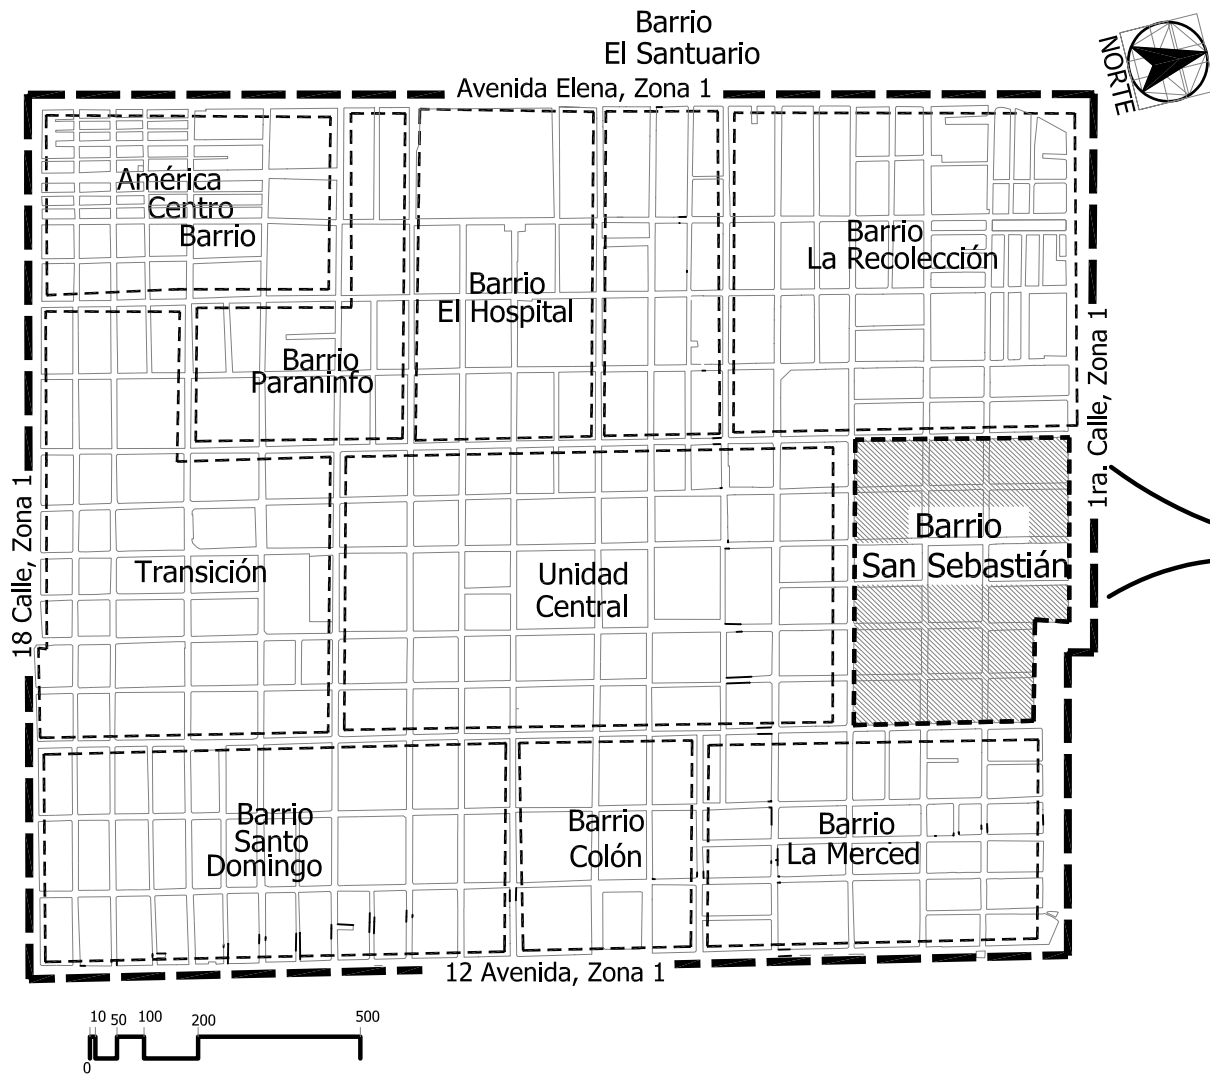 Barrio
El Santuario
NORTE
Avenida Elena, Zona 1
América
Centro
Barrio
Barrio
La Recolección
Barrio
El Hospital
Barrio
Paraninfo
1ra. Calle, Zona 1
18 Calle, Zona 1
Transición
Unidad
Central
Barrio
San Sebastián
Barrio
Santo
Domingo
Barrio
Colón
Barrio
La Merced
12 Avenida, Zona 1
10 50 100 200 500
0